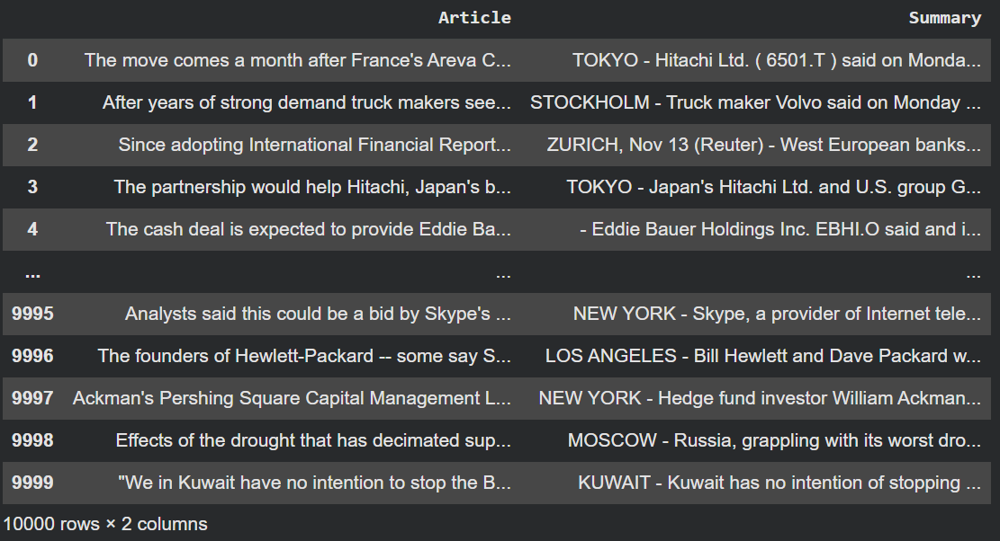 Article Summary
0 The move comes a month after France's Areva C... TOKYO - Hitachi Ltd. ( 6501.T ) said on Monda...
1 After years of strong demand truck makers see... STOCKHOLM - Truck maker Volvo said on Monday ...
2 Since adopting International Financial Report... ZURICH, Nov 13 (Reuter) - West European banks...
3 The partnership would help Hitachi, Japan's b... TOKYO - Japan's Hitachi Ltd. and U.S. group G...
4 The cash deal is expected to provide Eddie Ba... - Eddie Bauer Holdings Inc. EBHI.O said and i...
... ... ...
9995 Analysts said this could be a bid by Skype's ... NEW YORK - Skype, a provider of Internet tele...
9996 The founders of Hewlett-Packard -- some say S... LOS ANGELES - Bill Hewlett and Dave Packard w...
9997 Ackman's Pershing Square Capital Management L... NEW YORK - Hedge fund investor William Ackman...
9998 Effects of the drought that has decimated sup... MOSCOW - Russia, grappling with its worst dro...
9999 "We in Kuwait have no intention to stop the B... KUWAIT - Kuwait has no intention of stopping ...
10000 rows × 2 columns